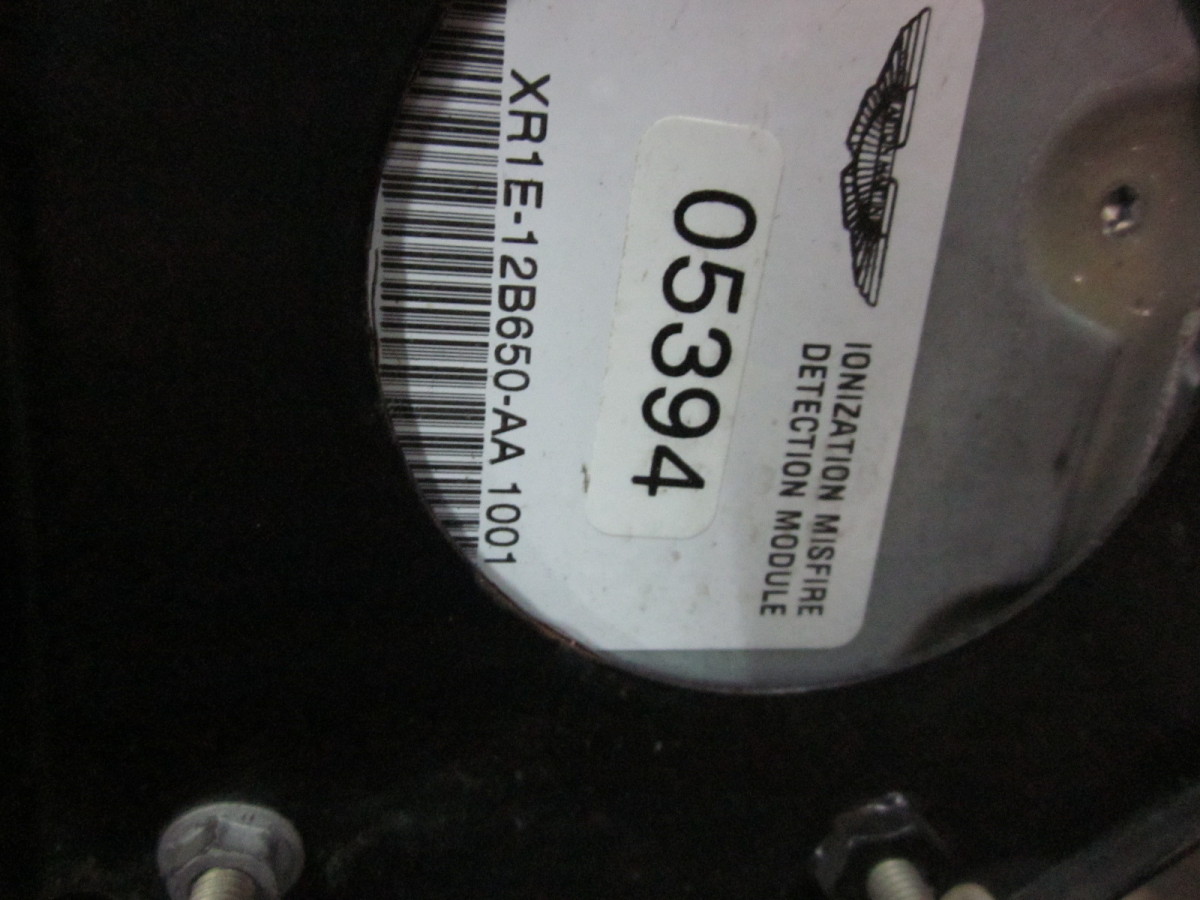 IONIZATION MISFIRE
DETECTION MODULE
05394
XR1E-12B650-AA 1001